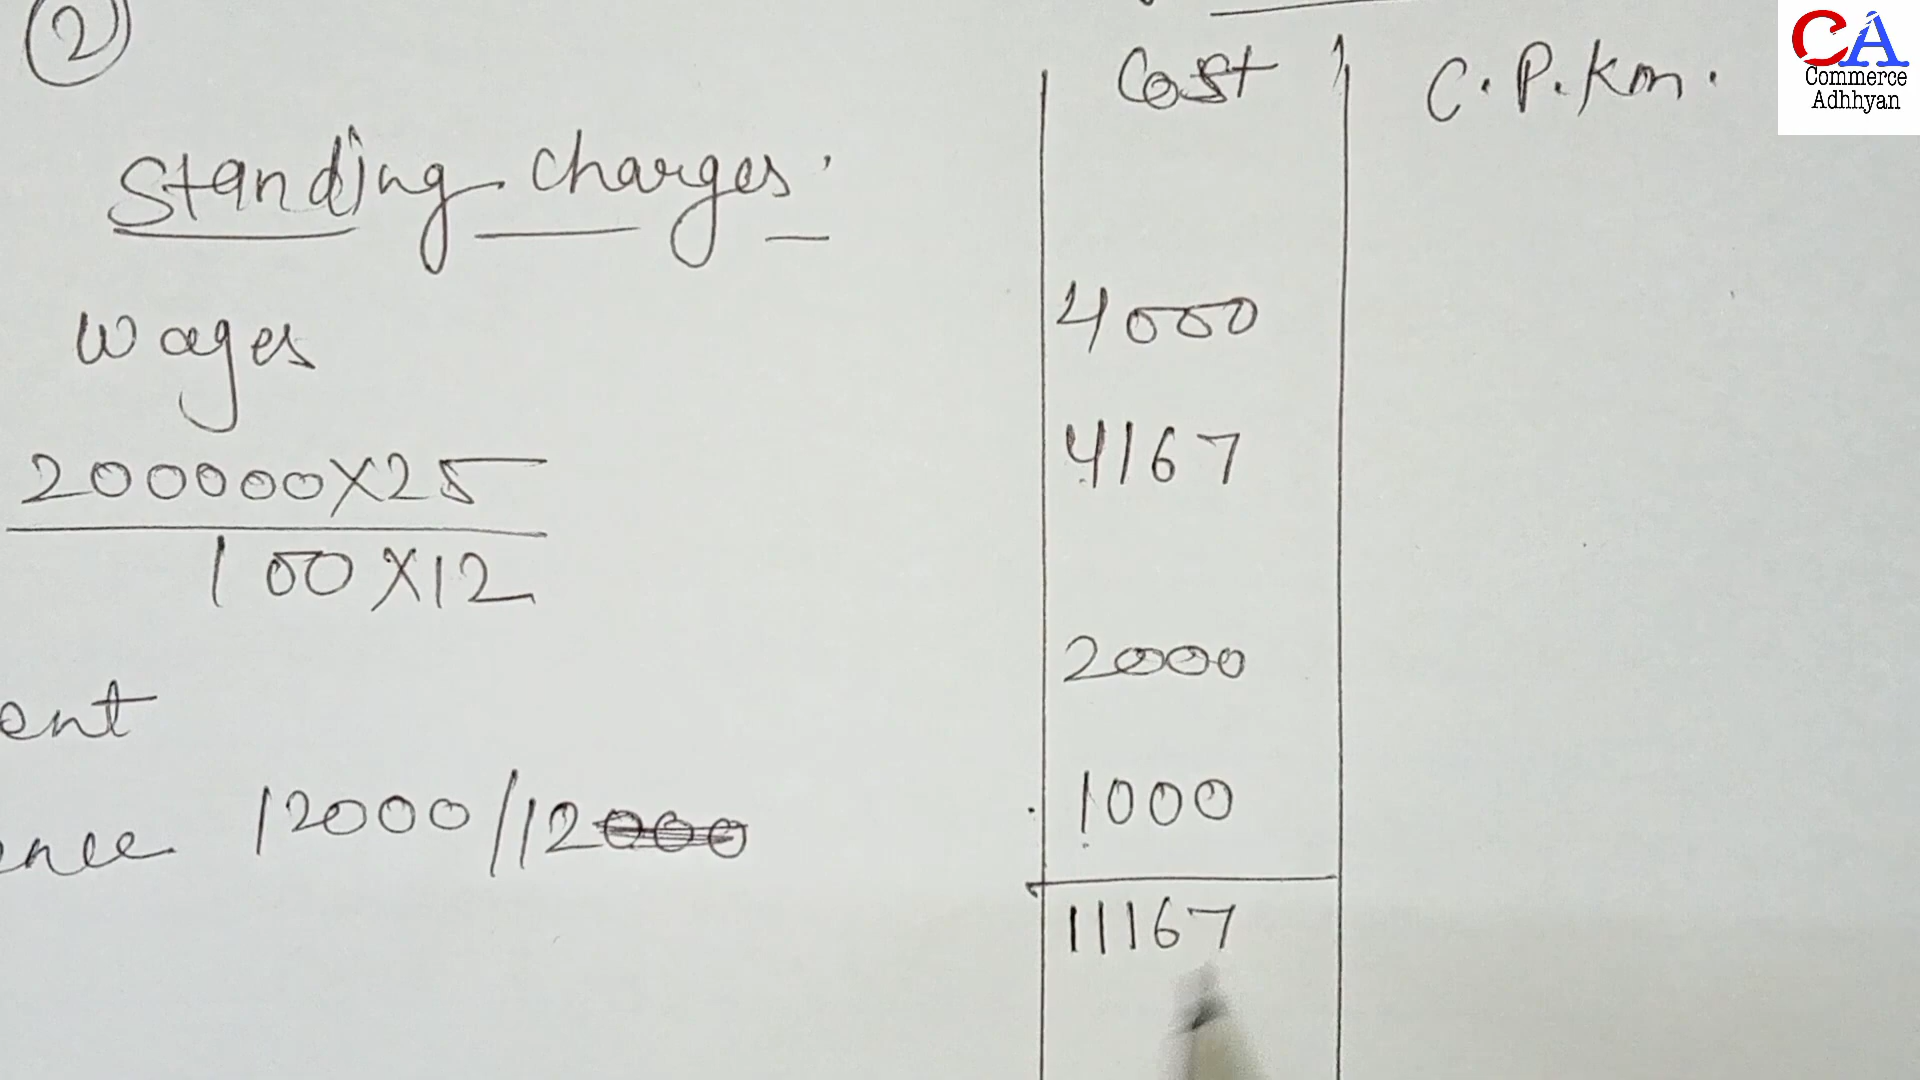 2
Cost
C.P.Km.
CA
Commerce
Adhhyan
Standing charges:
Wages 4000
200000X25 4167
100X12
ent 2000
ence 12000/12000 1000
11167